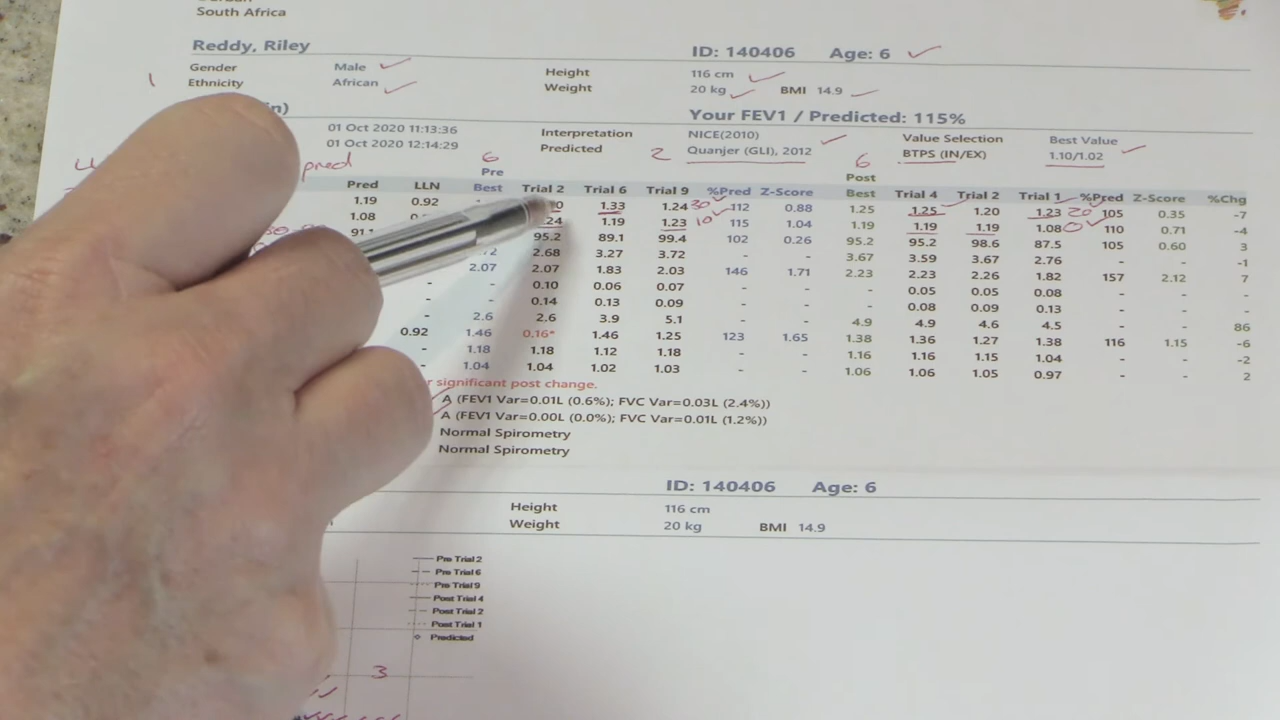 South Africa
Reddy, Riley ID: 140406 Age: 6
Gender Male Height 116 cm
1 Ethnicity African Weight 20 kg BMI 14.9
Your FEV1 / Predicted: 115%
01 Oct 2020 11:13:36 Interpretation NICE(2010) Value Selection Best Value
01 Oct 2020 12:14:29 Predicted 2 Quanjer (GLI), 2012 BTPS (IN/EX) 1.10/1.02
pred 6 Pre 6 Post
Pred LLN Best Trial 2 Trial 6 Trial 9 %Pred Z-Score Best Trial 4 Trial 2 Trial 1 %Pred Z-Score %Chg
1.19 0.92 1.33 1.24 30 112 0.88 1.25 1.25 1.20 1.23 20 105 0.35 -7
1.08 1.19 1.23 10 115 1.04 1.19 1.19 1.19 1.08 0 110 0.71 -4
95.2 89.1 99.4 102 0.26 95.2 95.2 98.6 87.5 105 0.60 3
2.68 3.27 3.72 - - 3.67 3.59 3.67 2.76 - - -1
2.07 2.07 1.83 2.03 146 1.71 2.23 2.23 2.26 1.82 157 2.12 7
- - 0.10 0.06 0.07 - - - 0.05 0.05 0.08 - - -
- - 0.14 0.13 0.09 - - - 0.08 0.09 0.13 - - -
- 2.6 2.6 3.9 5.1 - - 4.9 4.9 4.6 4.5 - - 86
0.92 1.46 0.16* 1.46 1.25 123 1.65 1.38 1.36 1.27 1.38 116 1.15 -6
- 1.18 1.18 1.12 1.18 - - 1.16 1.16 1.15 1.04 - - -2
- 1.04 1.04 1.02 1.03 - - 1.06 1.06 1.05 0.97 - - 2
significant post change.
A (FEV1 Var=0.01L (0.6%); FVC Var=0.03L (2.4%))
A (FEV1 Var=0.00L (0.0%); FVC Var=0.01L (1.2%))
Normal Spirometry
Normal Spirometry
ID: 140406 Age: 6
Height 116 cm
Weight 20 kg BMI 14.9
Pre Trial 2
Pre Trial 6
Pre Trial 9
Post Trial 4
Post Trial 2
Post Trial 1
Predicted
3